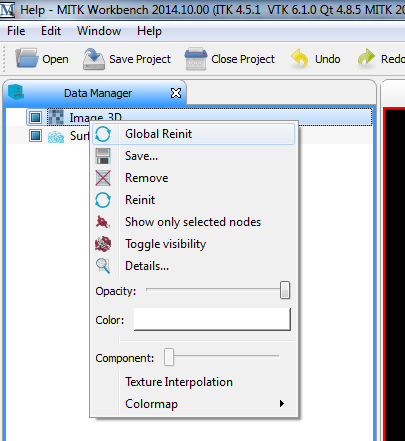 Help - MITK Workbench 2014.10.00 (ITK 4.5.1 VTK 6.1.0 Qt 4.8.5 MITK 20
File Edit Window Help
Open Save Project Close Project Undo Redo
Data Manager
Image_3D
Surf
Global Reinit
Save...
Remove
Reinit
Show only selected nodes
Toggle visibility
Details...
Opacity:
Color:
Component:
Texture Interpolation
Colormap